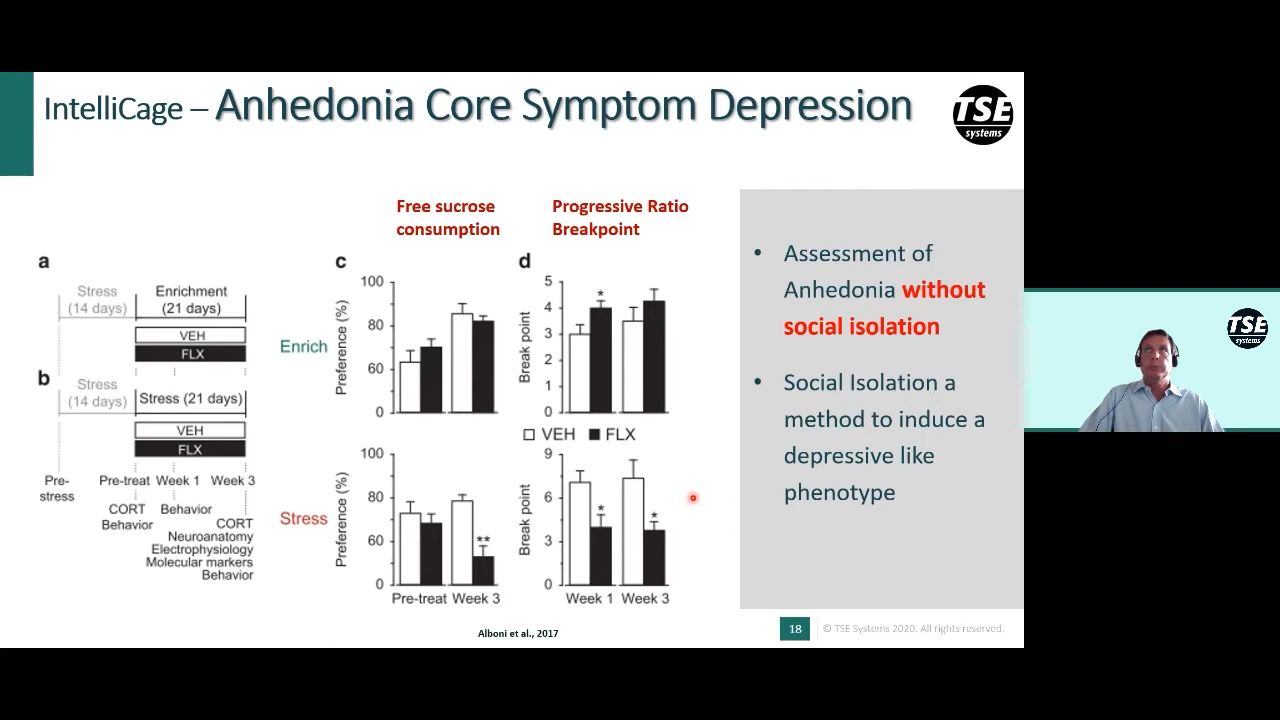 IntelliCage – Anhedonia Core Symptom Depression
TSE
systems
Free sucrose
consumption
Progressive Ratio
Breakpoint
a
Stress
(14 days)
Enrichment
(21 days)
VEH
FLX
b
Stress
(14 days)
Stress (21 days)
VEH
FLX
Pre-
stress
Pre-treat
Week 1
Week 3
CORT
Behavior
Behavior
CORT
Neuroanatomy
Electrophysiology
Molecular markers
Behavior
Enrich
Stress
c
Preference (%)
100
80
60
0
Preference (%)
100
80
60
0
**
Pre-treat
Week 3
d
Break point
5
4
3
2
1
0
*
VEH
FLX
Break point
9
6
3
0
*
*
Week 1
Week 3
Alboni et al., 2017
• Assessment of
Anhedonia without
social isolation
• Social Isolation a
method to induce a
depressive like
phenotype
18
© TSE Systems 2020. All rights reserved.
TSE
systems